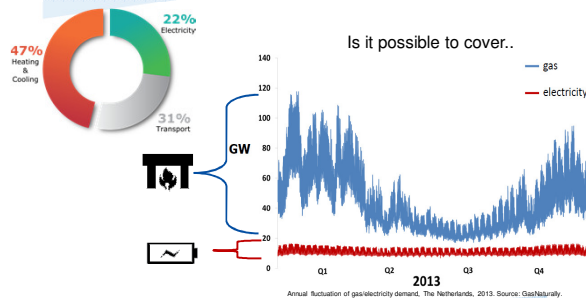 22%
Electricity
47%
Heating
&
Cooling
31%
Transport
Is it possible to cover..
gas
electricity
GW
140
120
100
80
60
40
20
0
Q1
Q2
Q3
Q4
2013
Annual fluctuation of gas/electricity demand, The Netherlands, 2013. Source: GasNaturally.